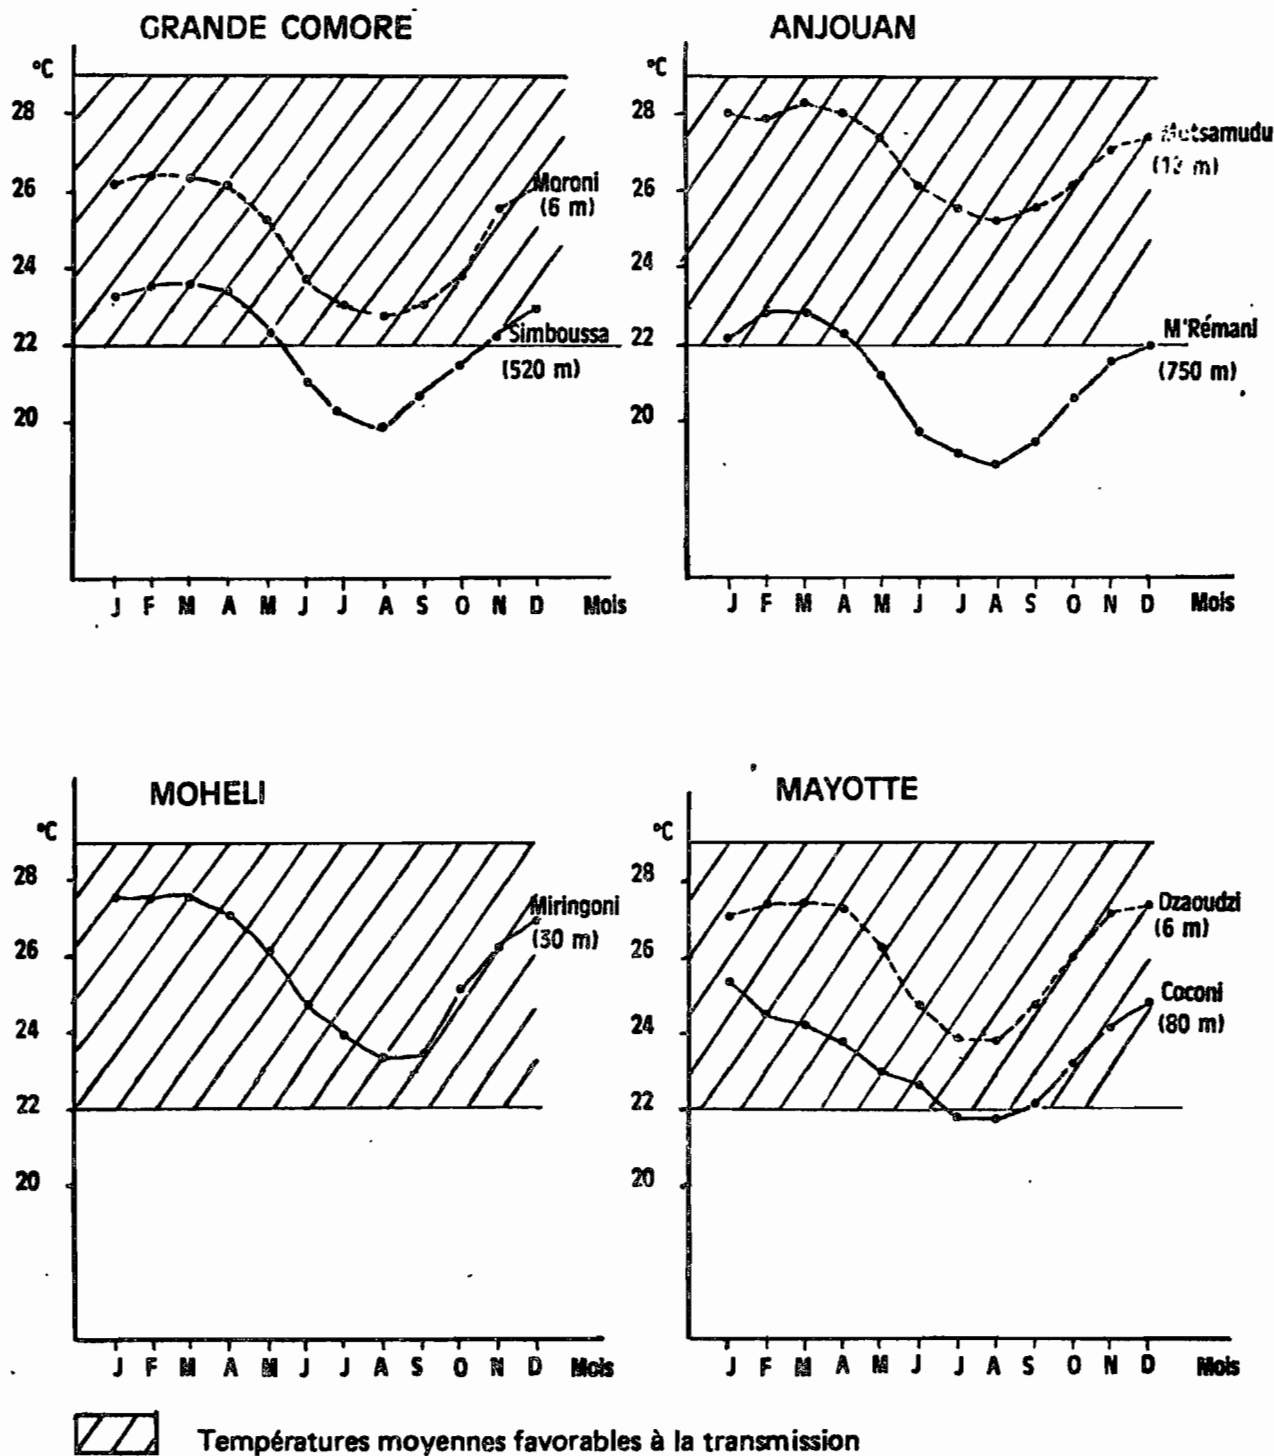 GRANDE COMORE
°C
28
26
24
22
20
Moroni
(6 m)
Simboussa
(520 m)
J F M A M J J A S O N D Mois
ANJOUAN
°C
28
26
24
22
20
Mutsamudu
(13 m)
M'Rémani
(750 m)
J F M A M J J A S O N D Mois
MOHELI
°C
28
26
24
22
20
Miringoni
(30 m)
J F M A M J J A S O N D Mois
MAYOTTE
°C
28
26
24
22
20
Dzaoudzi
(6 m)
Coconi
(80 m)
J F M A M J J A S O N D Mois
Températures moyennes favorables à la transmission